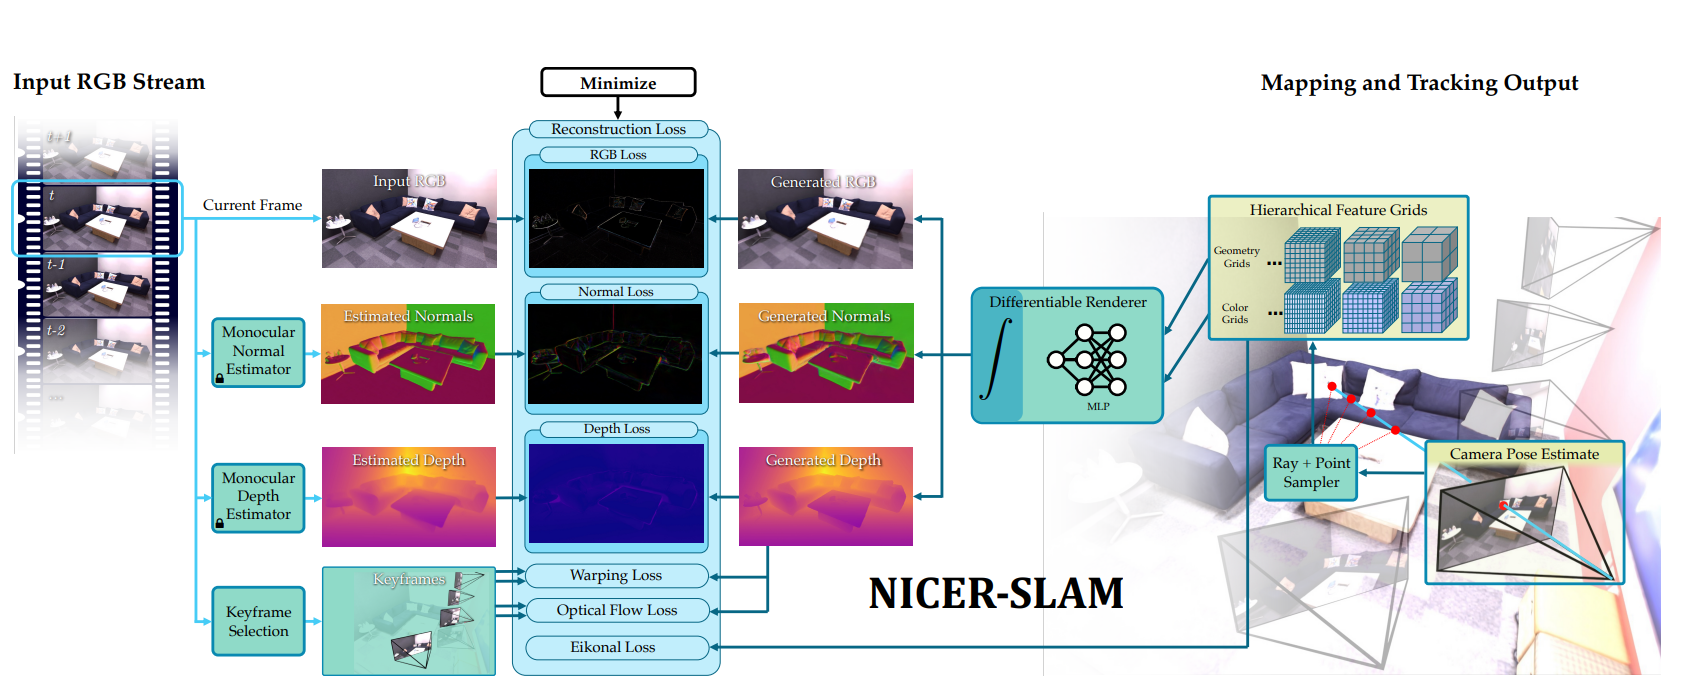 Input RGB Stream
Minimize
Mapping and Tracking Output
t+1
t
t-1
t-2
...
Current Frame
Monocular
Normal
Estimator
Monocular
Depth
Estimator
Keyframe
Selection
Input RGB
Estimated Normals
Estimated Depth
Keyframes
Reconstruction Loss
RGB Loss
Normal Loss
Depth Loss
Warping Loss
Optical Flow Loss
Eikonal Loss
Generated RGB
Generated Normals
Generated Depth
NICER-SLAM
Differentiable Renderer
∫
MLP
Hierarchical Feature Grids
Geometry
Grids
...
Color
Grids
...
Ray + Point
Sampler
Camera Pose Estimate